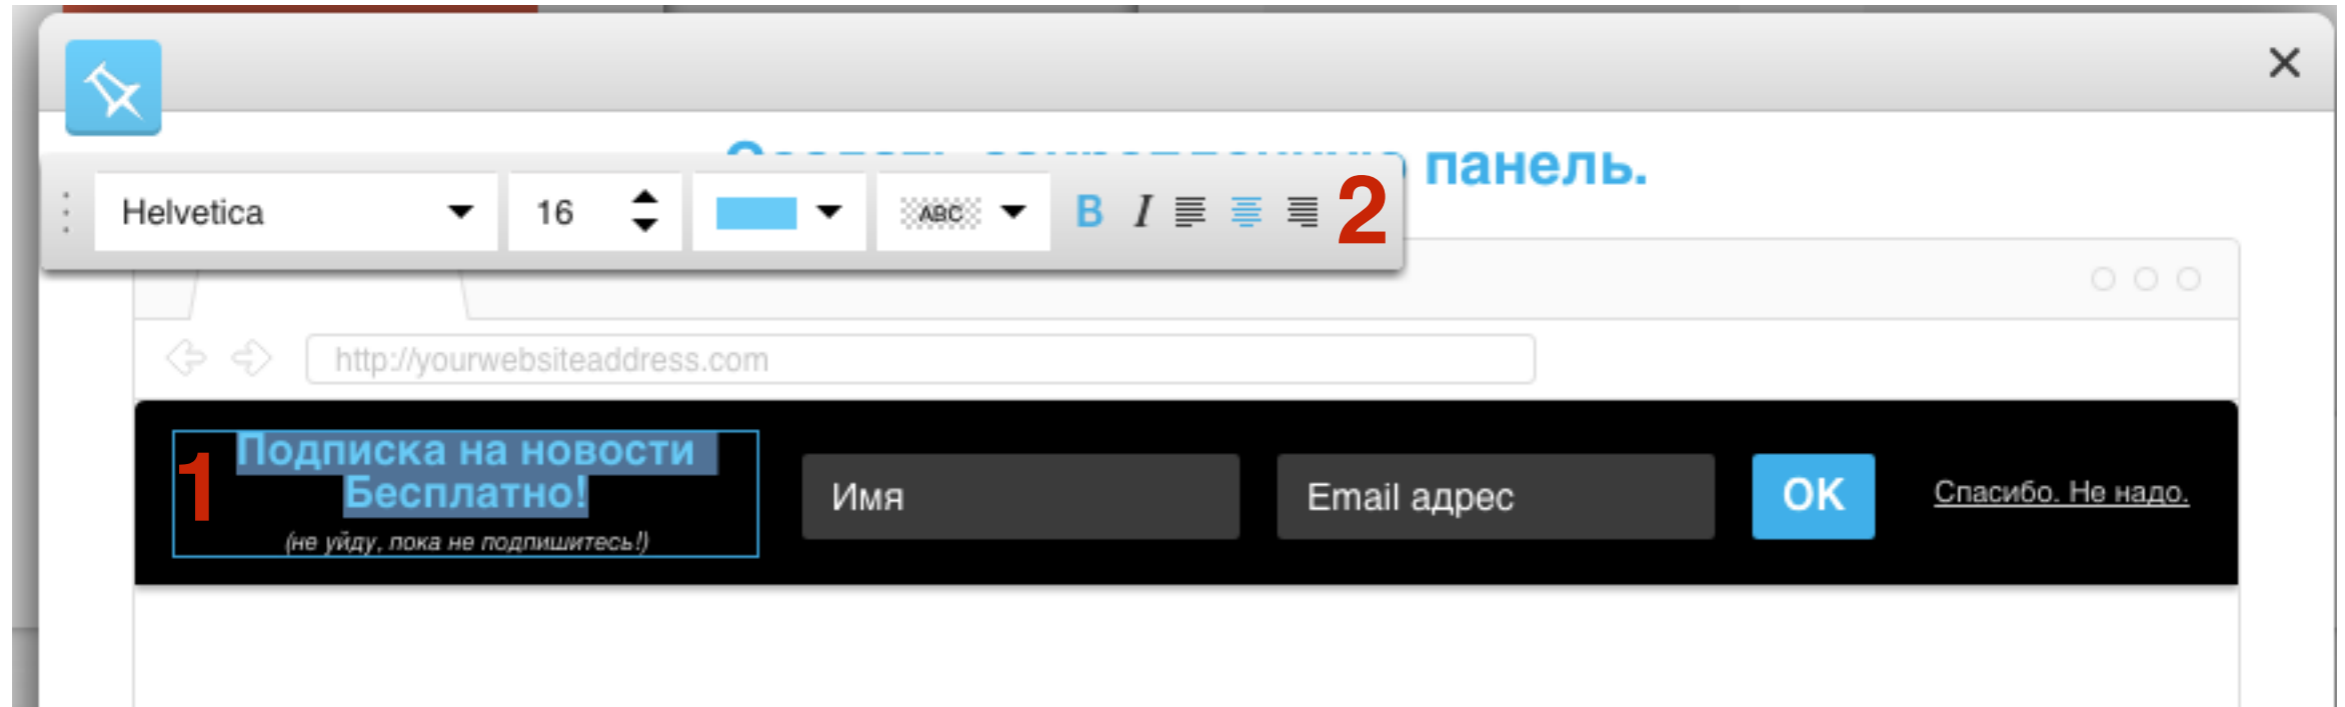 панель.
Helvetica 16 ABC B I 2
http://yourwebsiteaddress.com
1
Подписка на новости
Бесплатно!
(не уйду, пока не подпишитесь!)
Имя
Email адрес
OK
Спасибо. Не надо.